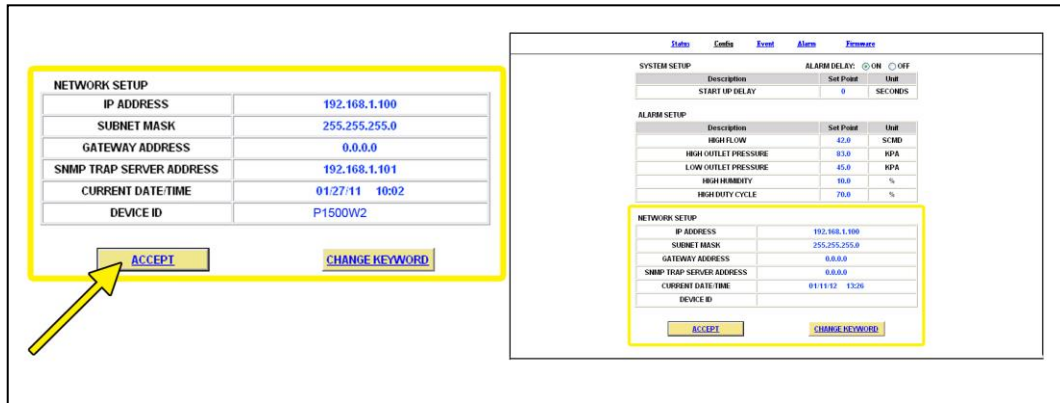 NETWORK SETUP
IP ADDRESS 192.168.1.100
SUBNET MASK 255.255.255.0
GATEWAY ADDRESS 0.0.0.0
SNMP TRAP SERVER ADDRESS 192.168.1.101
CURRENT DATE/TIME 01/27/11 10:02
DEVICE ID P1500W2
ACCEPT CHANGE KEYWORD
Status Config Event Alarm Firmware
SYSTEM SETUP ALARM DELAY: ON OFF
Description Set Point Unit
START UP DELAY 0 SECONDS
ALARM SETUP
Description Set Point Unit
HIGH FLOW 42.0 SCMD
HIGH OUTLET PRESSURE 83.0 KPA
LOW OUTLET PRESSURE 45.0 KPA
HIGH HUMIDITY 10.0 %
HIGH DUTY CYCLE 70.0 %
NETWORK SETUP
IP ADDRESS 192.168.1.100
SUBNET MASK 255.255.255.0
GATEWAY ADDRESS 0.0.0.0
SNMP TRAP SERVER ADDRESS 0.0.0.0
CURRENT DATE/TIME 01/11/12 13:26
DEVICE ID
ACCEPT CHANGE KEYWORD